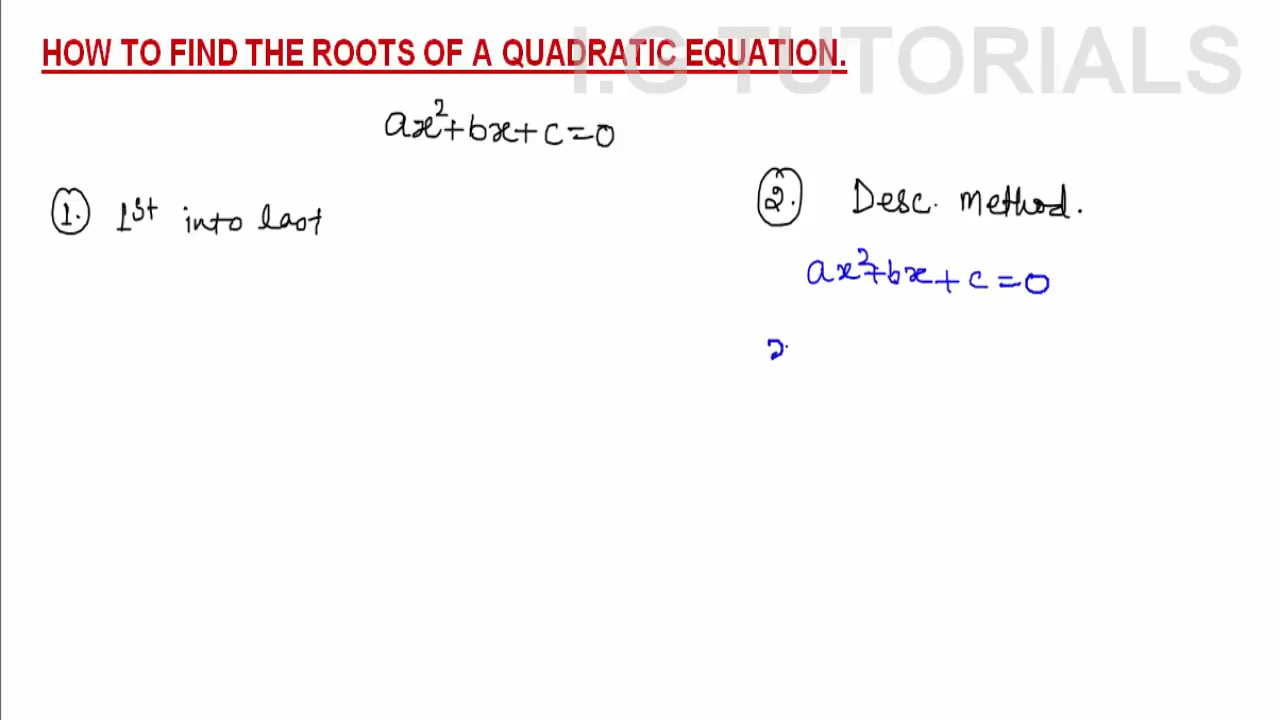 HOW TO FIND THE ROOTS OF A QUADRATIC EQUATION.
I.G TUTORIALS
ax²+bx+c=0
1. 1st into last
2. Desc. method.
ax²+bx+c=0